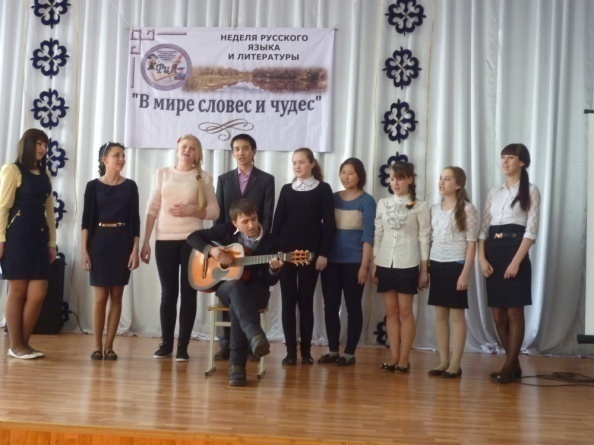 НЕДЕЛЯ РУССКОГО
ЯЗЫКА
И ЛИТЕРАТУРЫ
"В мире словес и чудес"